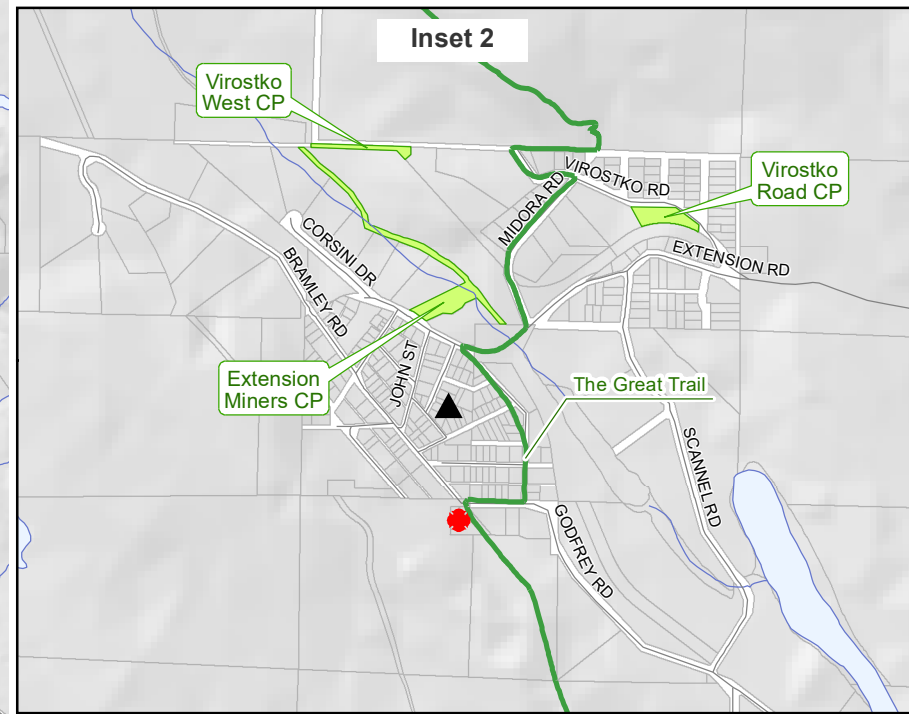 Inset 2
Virostko
West CP
VIROSTKO RD
Virostko
Road CP
MIDORA RD
CORSINI DR
EXTENSION RD
BRAMLEY RD
JOHN ST
Extension
Miners CP
The Great Trail
SCANNEL RD
GODFREY RD